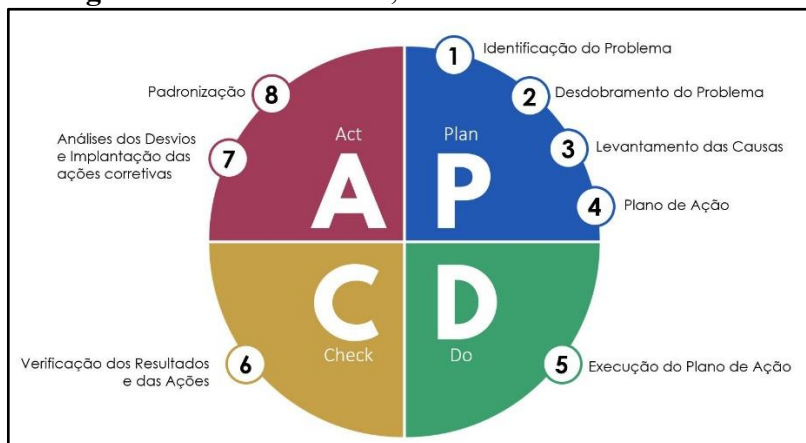 1
Identificação do Problema
2
Desdobramento do Problema
3
Levantamento das Causas
4
Plano de Ação
Plan
P
D
Do
5
Execução do Plano de Ação
C
Check
6
Verificação dos Resultados
e das Ações
Act
A
7
Análises dos Desvios
e Implantação das
ações corretivas
8
Padronização